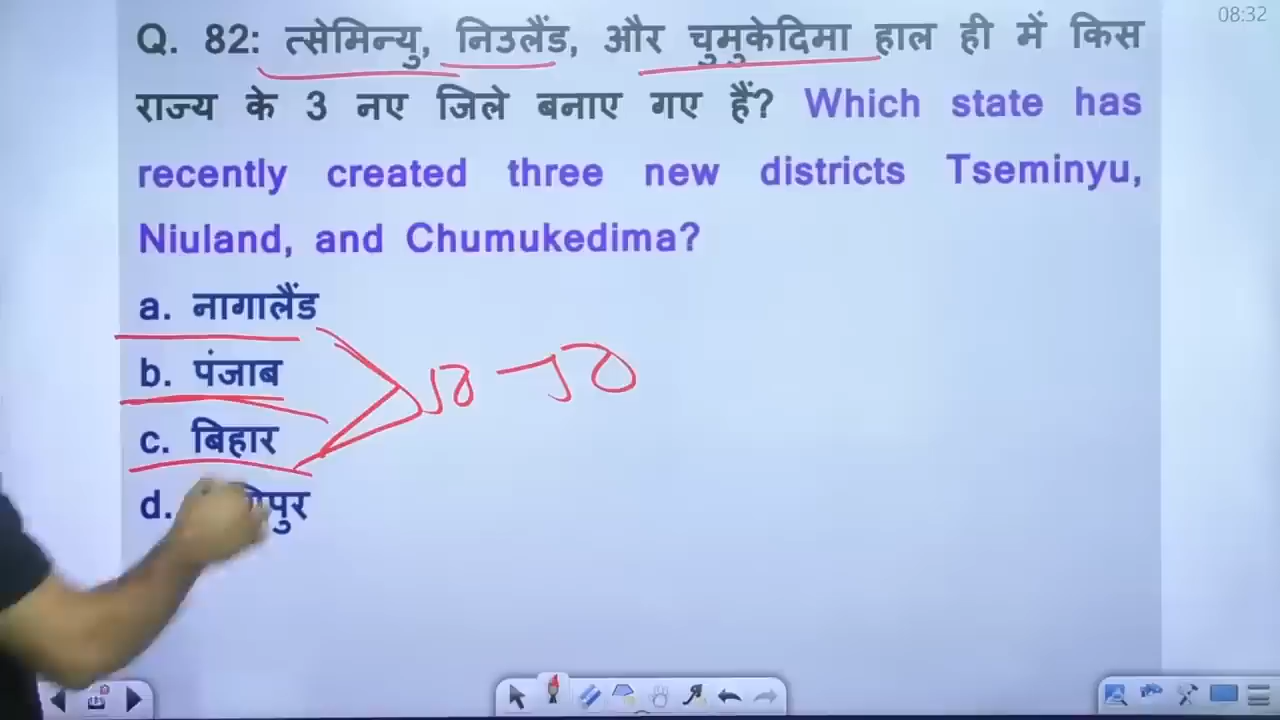 08:32
Q. 82: त्सेमिन्यु, निउलैंड, और चुमुकेदिमा हाल ही में किस
राज्य के 3 नए जिले बनाए गए हैं? Which state has
recently created three new districts Tseminyu,
Niuland, and Chumukedima?
a. नागालैंड
b. पंजाब
c. बिहार
d.